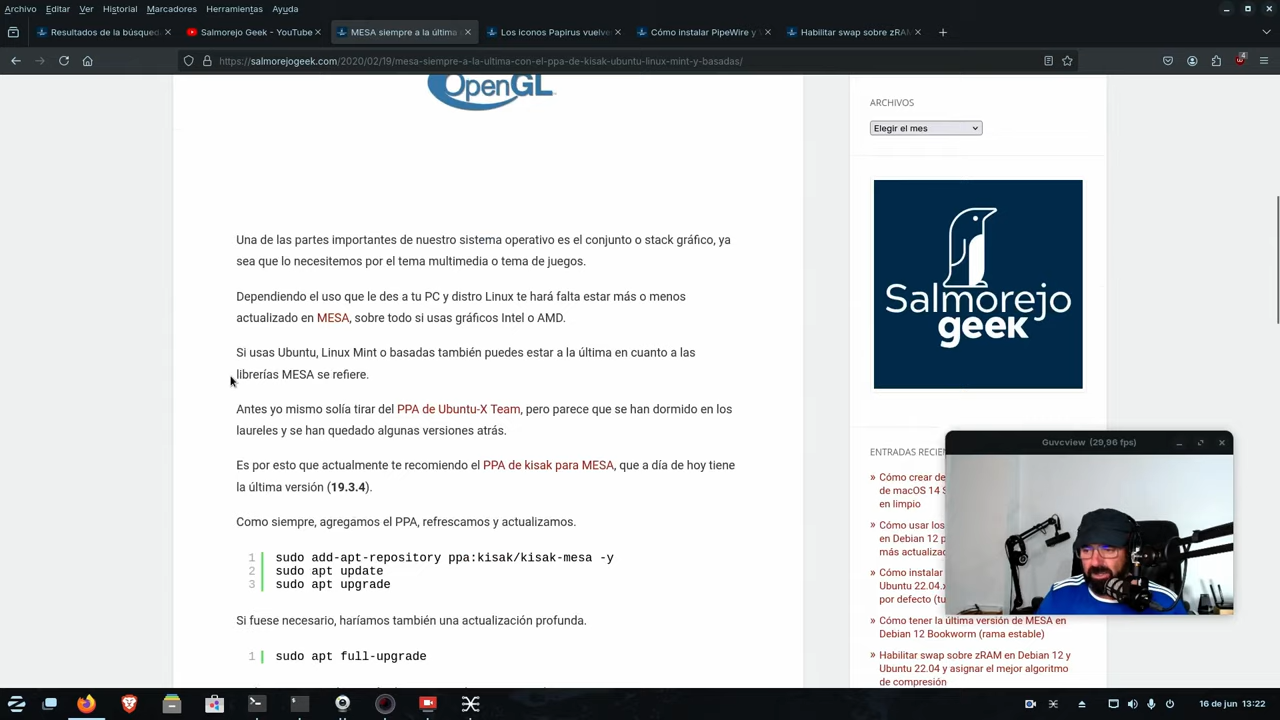 Archivo Editar Ver Historial Marcadores Herramientas Ayuda
Resultados de la búsqued
Salmorejo Geek - YouTube
MESA siempre a la última
Los iconos Papirus vuelve
Cómo instalar PipeWire y
Habilitar swap sobre zRAM
https://salmorejogeek.com/2020/02/19/mesa-siempre-a-la-ultima-con-el-ppa-de-kisak-ubuntu-linux-mint-y-basadas/
4
OpenGL
Una de las partes importantes de nuestro sistema operativo es el conjunto o stack gráfico, ya
sea que lo necesitemos por el tema multimedia o tema de juegos.
Dependiendo el uso que le des a tu PC y distro Linux te hará falta estar más o menos
actualizado en MESA, sobre todo si usas gráficos Intel o AMD.
Si usas Ubuntu, Linux Mint o basadas también puedes estar a la última en cuanto a las
librerías MESA se refiere.
Antes yo mismo solía tirar del PPA de Ubuntu-X Team, pero parece que se han dormido en los
laureles y se han quedado algunas versiones atrás.
Es por esto que actualmente te recomiendo el PPA de kisak para MESA, que a día de hoy tiene
la última versión (19.3.4).
Como siempre, agregamos el PPA, refrescamos y actualizamos.
1 sudo add-apt-repository ppa:kisak/kisak-mesa -y
2 sudo apt update
3 sudo apt upgrade
Si fuese necesario, haríamos también una actualización profunda.
1 sudo apt full-upgrade
ARCHIVOS
Elegir el mes
Salmorejo
geek
ENTRADAS RECIEN
» Cómo crear de
de macOS 14 S
en limpio
» Cómo usar los
en Debian 12 p
más actualizad
» Cómo instalar
Ubuntu 22.04.x
por defecto (tu
» Cómo tener la última versión de MESA en
Debian 12 Bookworm (rama estable)
» Habilitar swap sobre zRAM en Debian 12 y
Ubuntu 22.04 y asignar el mejor algoritmo
de compresión
Guvcview (29,96 fps)
16 de jun 13:22